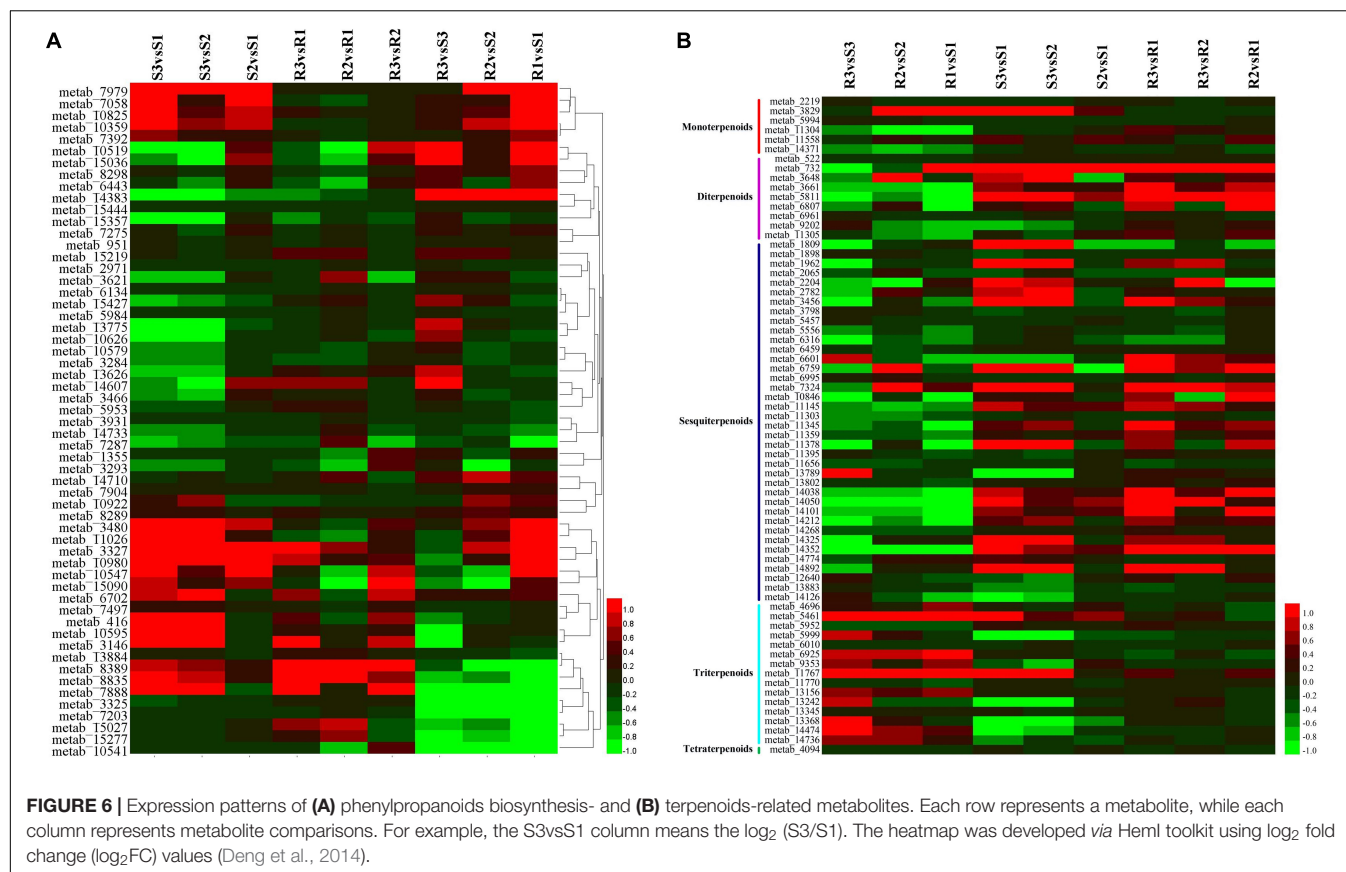 A
S3vsS1
S3vsS2
S2vsS1
R3vsR1
R2vsR1
R3vsR2
R3vsS3
R2vsS2
R1vsS1
metab_7979
metab_7058
metab_10825
metab_10359
metab_7392
metab_10519
metab_15036
metab_8298
metab_6443
metab_14383
metab_15444
metab_15357
metab_7275
metab_951
metab_15219
metab_2971
metab_3621
metab_6134
metab_15427
metab_5984
metab_13775
metab_10626
metab_10579
metab_3284
metab_13626
metab_14607
metab_3466
metab_5953
metab_3931
metab_14733
metab_7287
metab_1355
metab_3293
metab_14710
metab_7904
metab_10922
metab_8289
metab_3480
metab_11026
metab_3327
metab_10980
metab_10547
metab_15090
metab_6702
metab_7497
metab_416
metab_10595
metab_3146
metab_13884
metab_8389
metab_8835
metab_7888
metab_3325
metab_7203
metab_15027
metab_15277
metab_10541
1.0
0.8
0.6
0.4
0.2
0.0
-0.2
-0.4
-0.6
-0.8
-1.0
B
R3vsS3
R2vsS2
R1vsS1
S3vsS1
S3vsS2
S2vsS1
R3vsR1
R3vsR2
R2vsR1
Monoterpenoids
metab_2219
metab_3829
metab_5994
metab_11304
metab_11558
metab_14371
Diterpenoids
metab_522
metab_732
metab_3648
metab_3661
metab_5811
metab_6807
metab_6961
metab_9202
metab_11305
Sesquiterpenoids
metab_1809
metab_1898
metab_1962
metab_2065
metab_2204
metab_2782
metab_3456
metab_3798
metab_5457
metab_5556
metab_6316
metab_6459
metab_6601
metab_6759
metab_6995
metab_7324
metab_10846
metab_11145
metab_11303
metab_11345
metab_11359
metab_11378
metab_11395
metab_11656
metab_13789
metab_13802
metab_14038
metab_14050
metab_14101
metab_14212
metab_14268
metab_14325
metab_14352
metab_14774
metab_14892
metab_12640
metab_13883
metab_14126
Triterpenoids
metab_4696
metab_5461
metab_5952
metab_5999
metab_6010
metab_6925
metab_9353
metab_11767
metab_11770
metab_13156
metab_13242
metab_13345
metab_13368
metab_14474
metab_14736
Tetraterpenoids
metab_4094
1.0
0.8
0.6
0.4
0.2
0.0
-0.2
-0.4
-0.6
-0.8
-1.0
FIGURE 6 | Expression patterns of (A) phenylpropanoids biosynthesis- and (B) terpenoids-related metabolites. Each row represents a metabolite, while each
column represents metabolite comparisons. For example, the S3vsS1 column means the log2 (S3/S1). The heatmap was developed via HemI toolkit using log2 fold
change (log2FC) values (Deng et al., 2014).